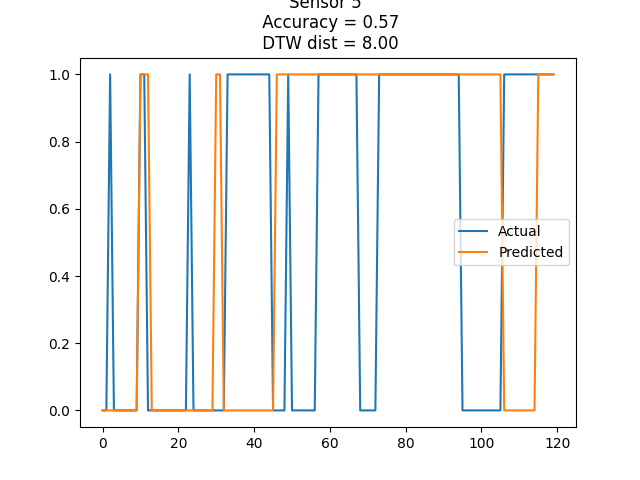 Sensor 5
Accuracy = 0.57
DTW dist = 8.00
1.0
0.8
0.6
0.4
0.2
0.0
Actual
Predicted
0 20 40 60 80 100 120